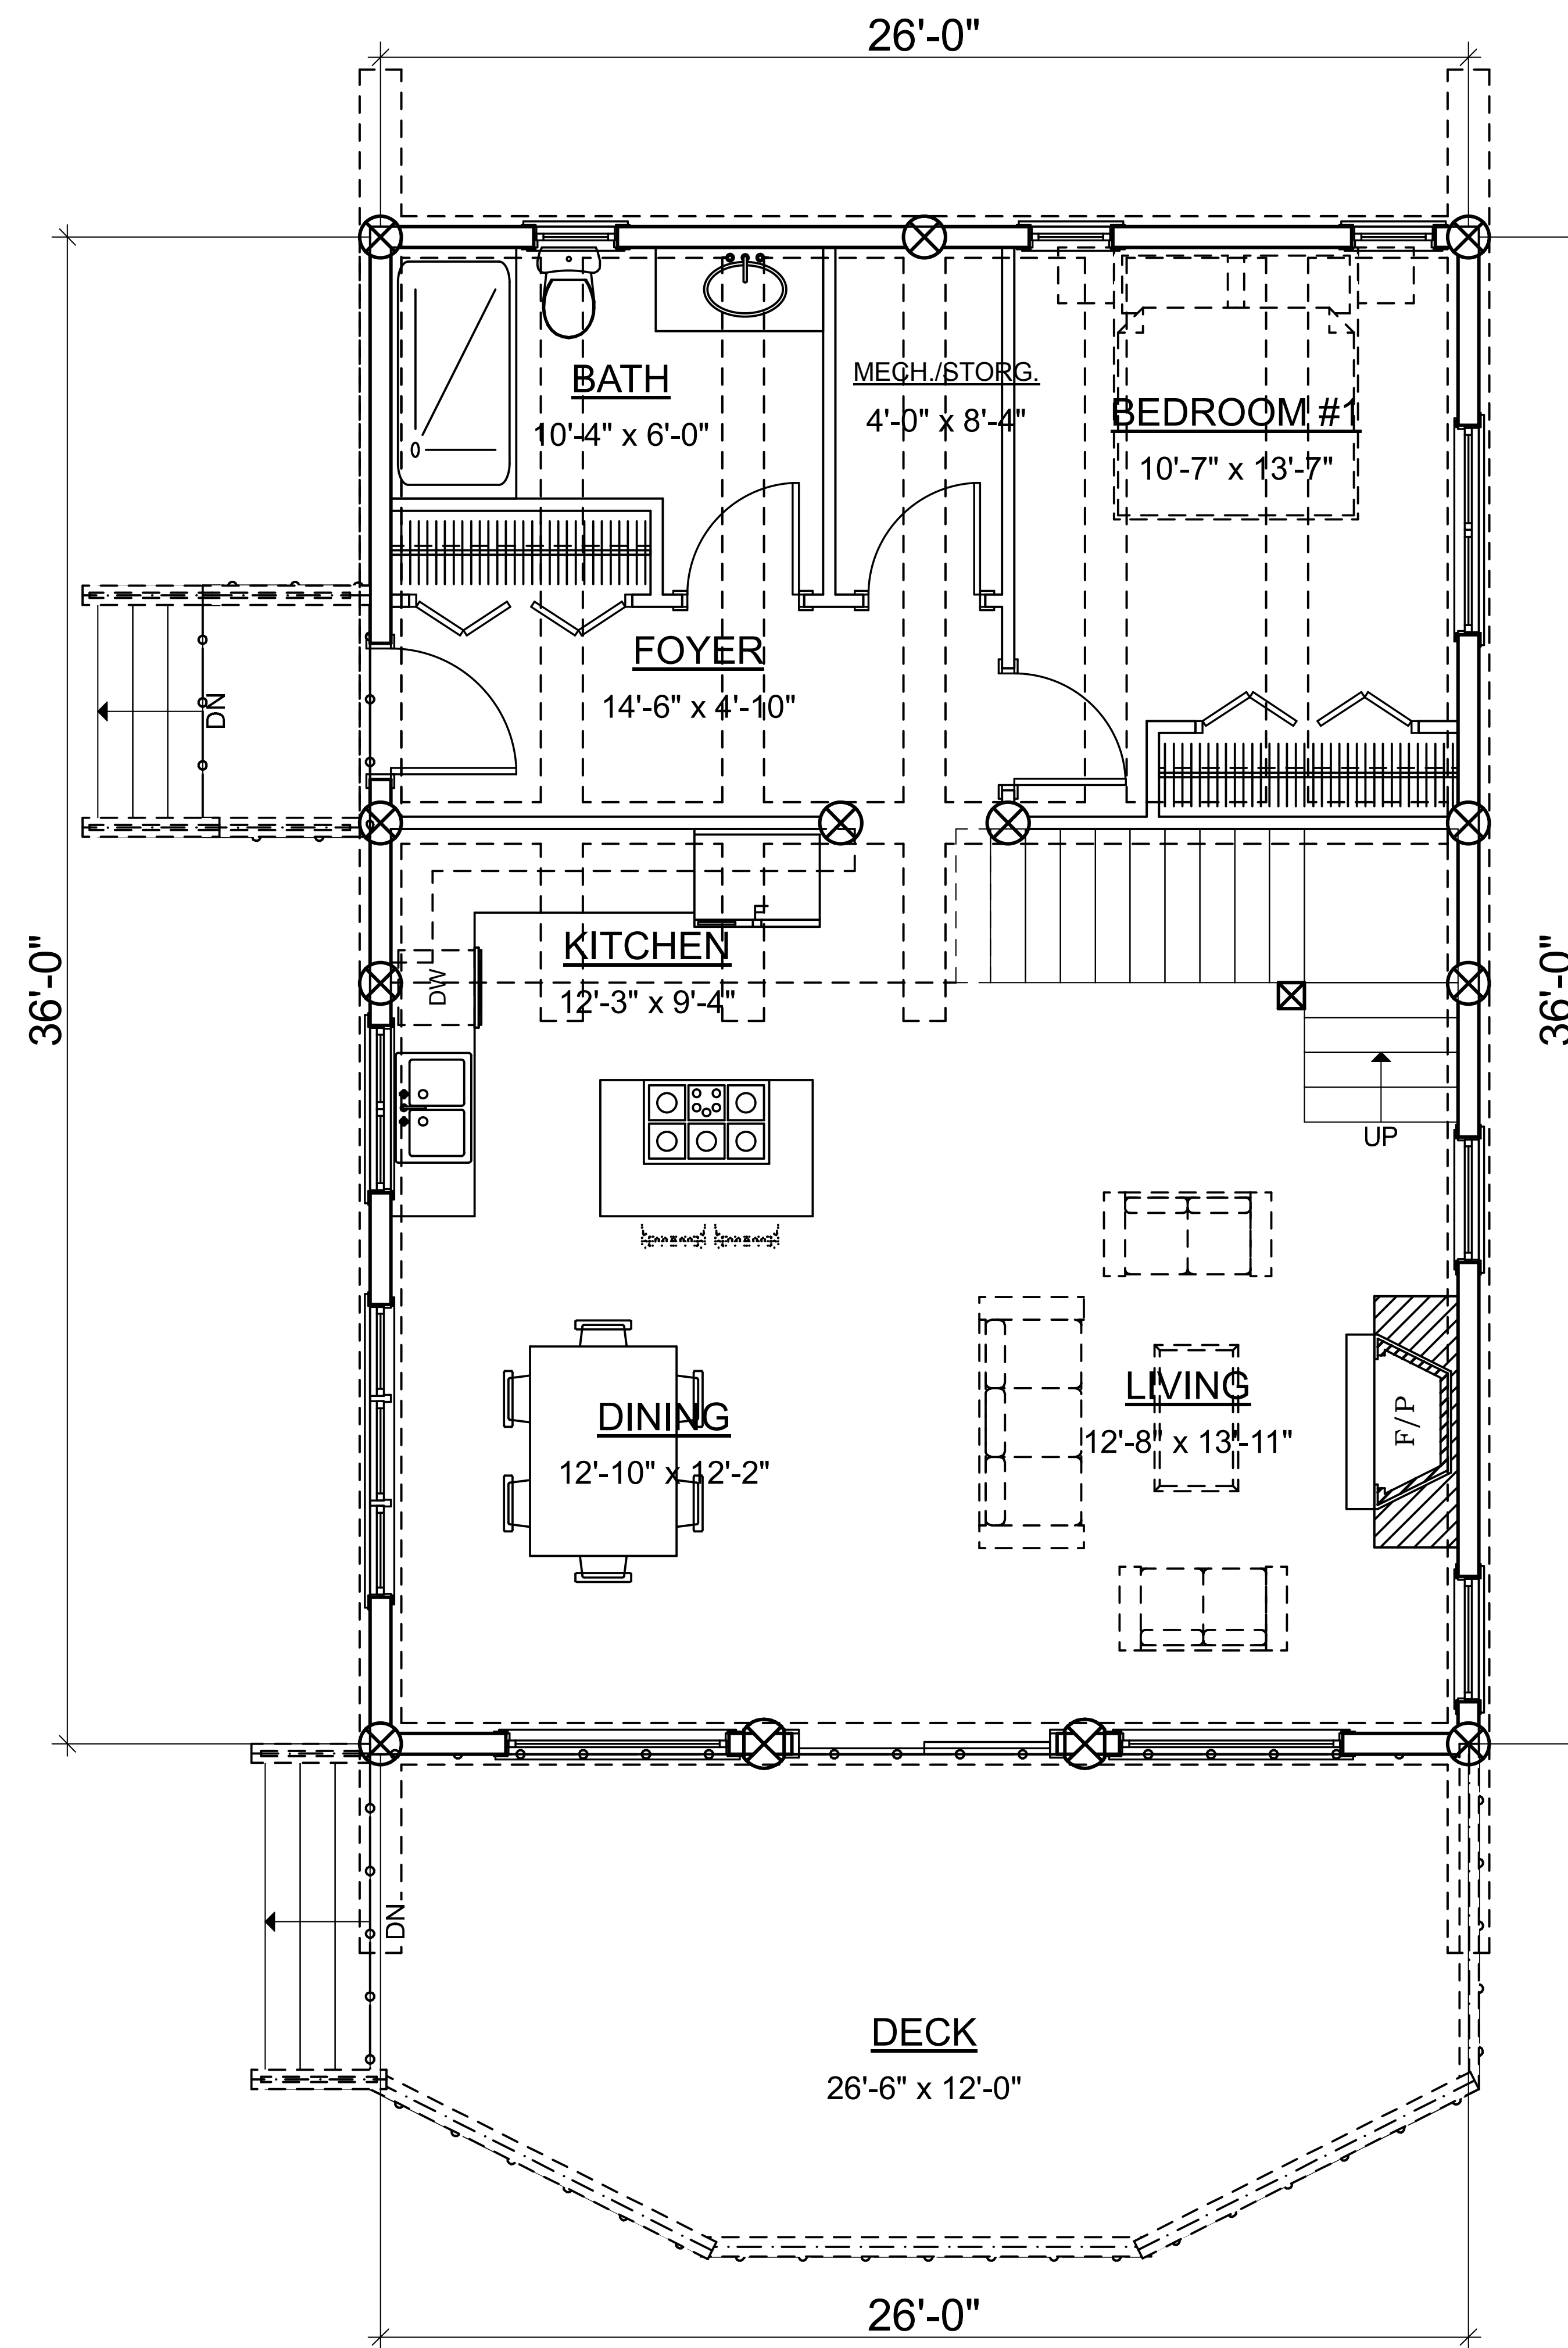 26'-0"
BATH
10'-4" x 6'-0"
MECH./STORG.
4'-0" x 8'-4"
BEDROOM #1
10'-7" x 13'-7"
FOYER
14'-6" x 4'-10"
DN
36'-0"
36'-0"
KITCHEN
12'-3" x 9'-4"
DW
UP
DINING
12'-10" x 12'-2"
LIVING
12'-8" x 13'-11"
F/P
DN
DECK
26'-6" x 12'-0"
26'-0"